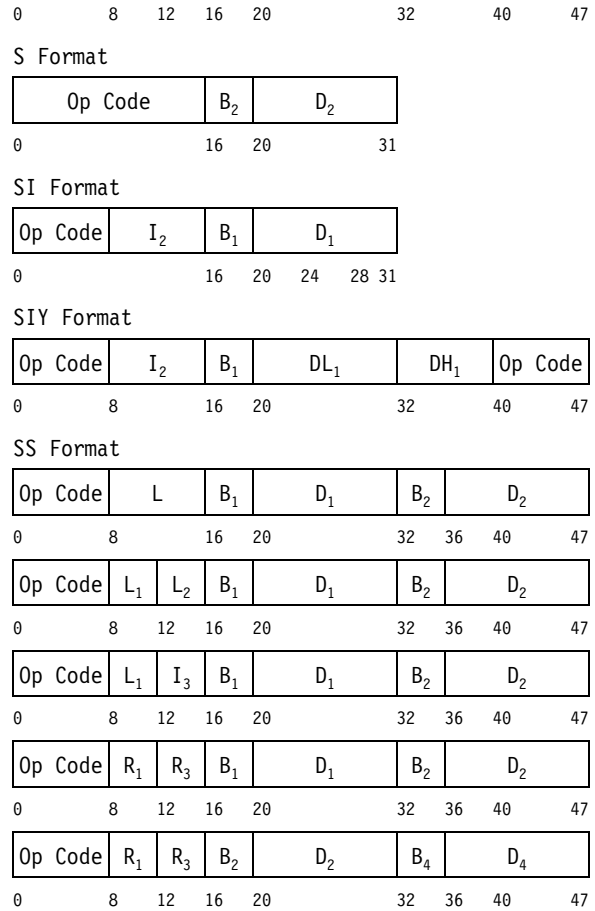 0 8 12 16 20 32 40 47
S Format
Op Code B₂ D₂
0 16 20 31
SI Format
Op Code I₂ B₁ D₁
0 16 20 24 28 31
SIY Format
Op Code I₂ B₁ DL₁ DH₁ Op Code
0 8 16 20 32 40 47
SS Format
Op Code L B₁ D₁ B₂ D₂
0 8 16 20 32 36 40 47
Op Code L₁ L₂ B₁ D₁ B₂ D₂
0 8 12 16 20 32 36 40 47
Op Code L₁ I₃ B₁ D₁ B₂ D₂
0 8 12 16 20 32 36 40 47
Op Code R₁ R₃ B₁ D₁ B₂ D₂
0 8 12 16 20 32 36 40 47
Op Code R₁ R₃ B₂ D₂ B₄ D₄
0 8 12 16 20 32 36 40 47